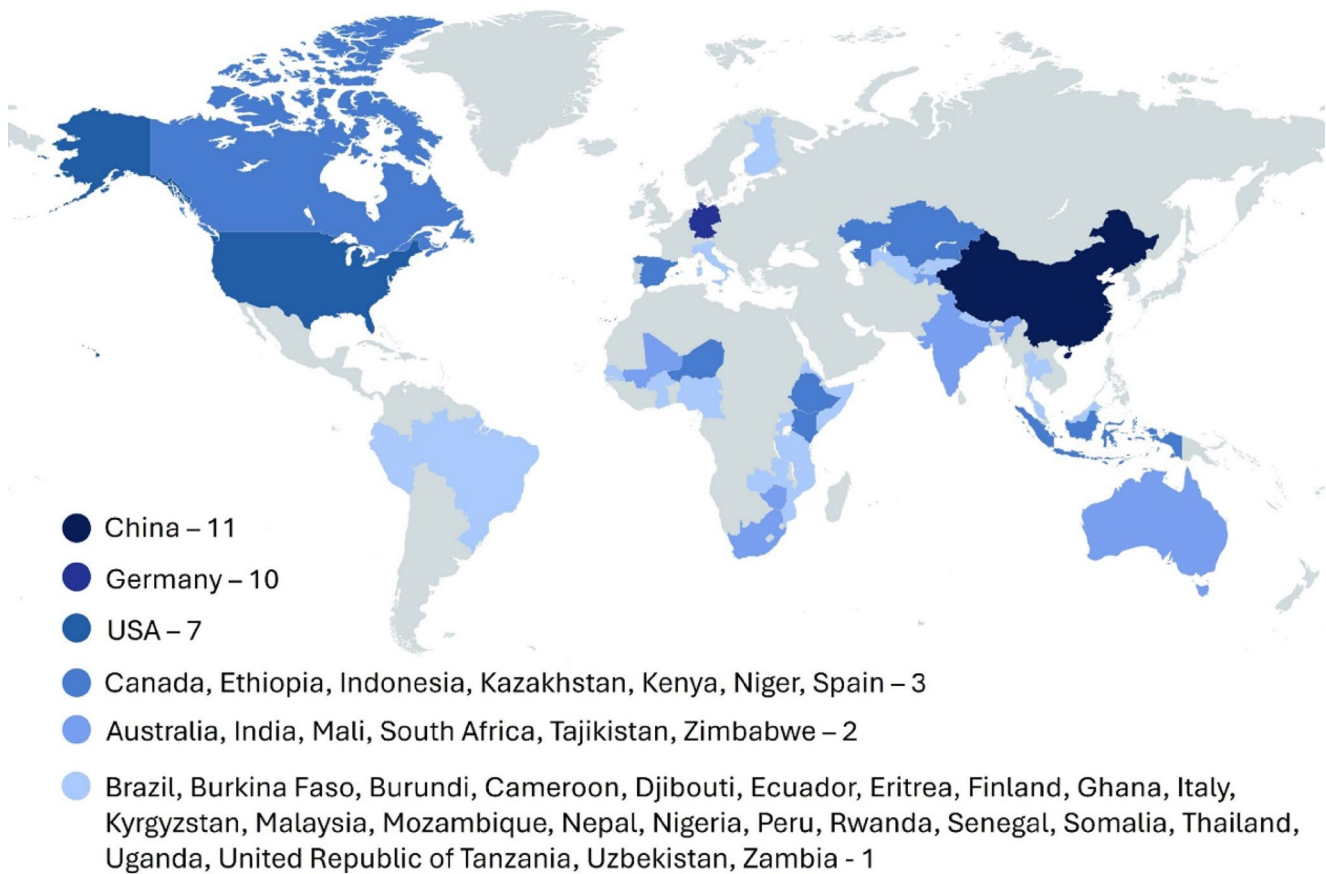 China – 11
Germany – 10
USA – 7
Canada, Ethiopia, Indonesia, Kazakhstan, Kenya, Niger, Spain – 3
Australia, India, Mali, South Africa, Tajikistan, Zimbabwe – 2
Brazil, Burkina Faso, Burundi, Cameroon, Djibouti, Ecuador, Eritrea, Finland, Ghana, Italy,
Kyrgyzstan, Malaysia, Mozambique, Nepal, Nigeria, Peru, Rwanda, Senegal, Somalia, Thailand,
Uganda, United Republic of Tanzania, Uzbekistan, Zambia - 1